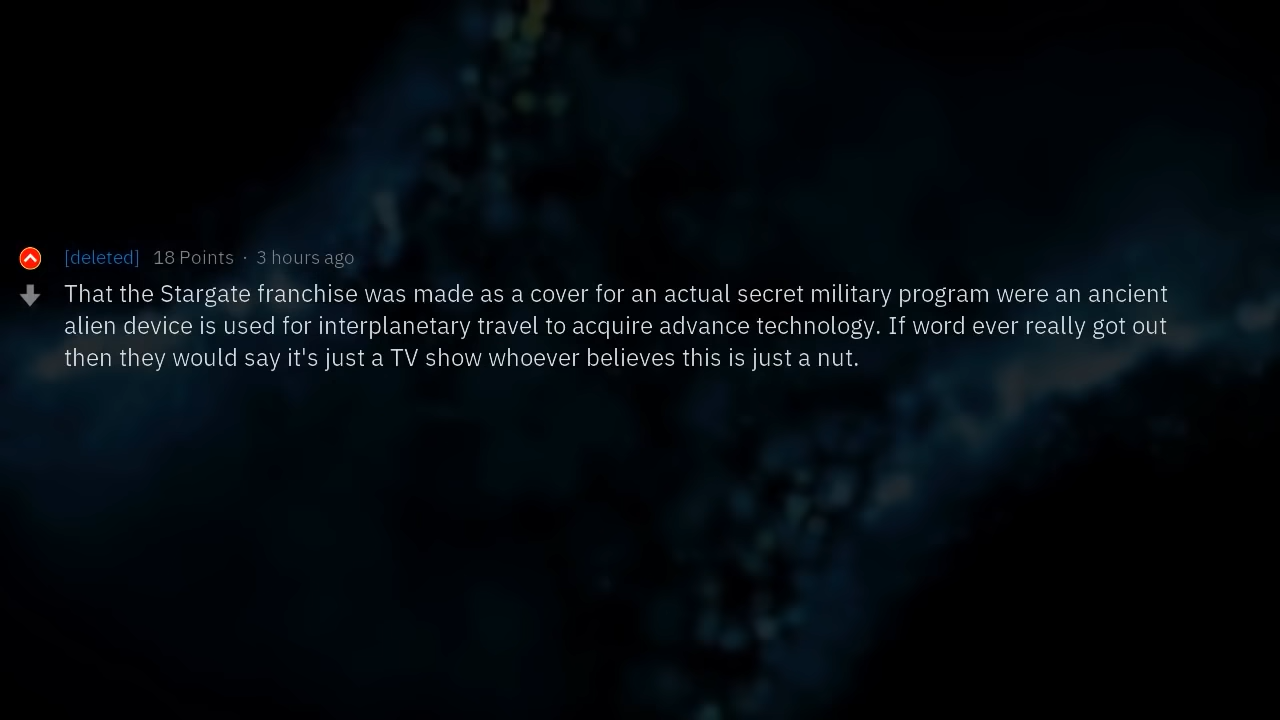 [deleted] 18 Points · 3 hours ago
That the Stargate franchise was made as a cover for an actual secret military program were an ancient
alien device is used for interplanetary travel to acquire advance technology. If word ever really got out
then they would say it's just a TV show whoever believes this is just a nut.